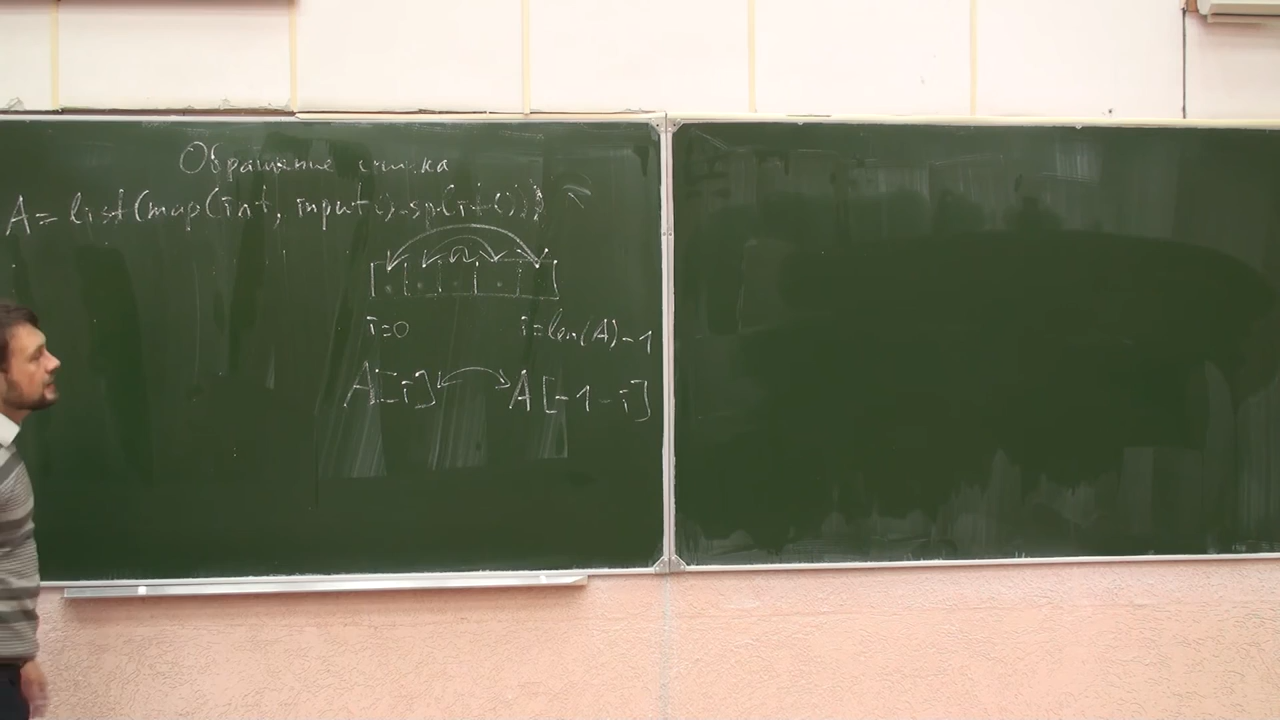 Обращение списка
A = list(map(int, input().split()))
i=0 i=len(A)-1
A[i] A[-1-i]